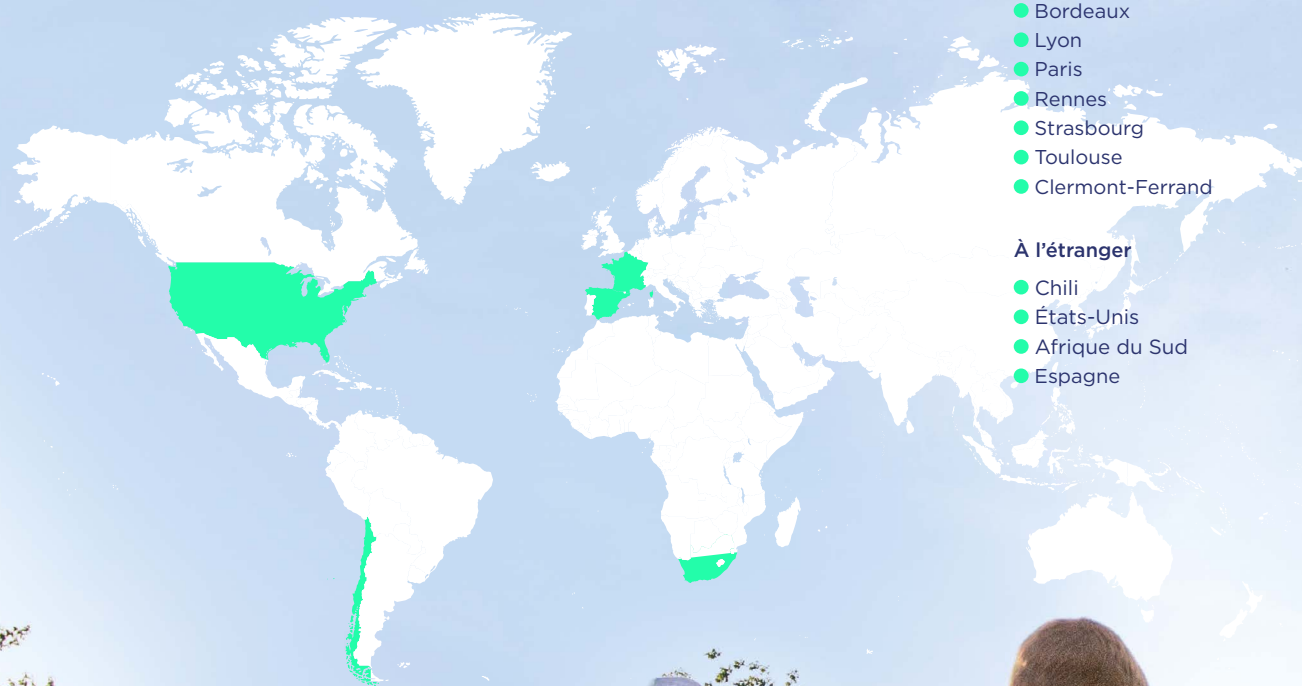 Bordeaux
Lyon
Paris
Rennes
Strasbourg
Toulouse
Clermont-Ferrand
À l’étranger
Chili
États-Unis
Afrique du Sud
Espagne